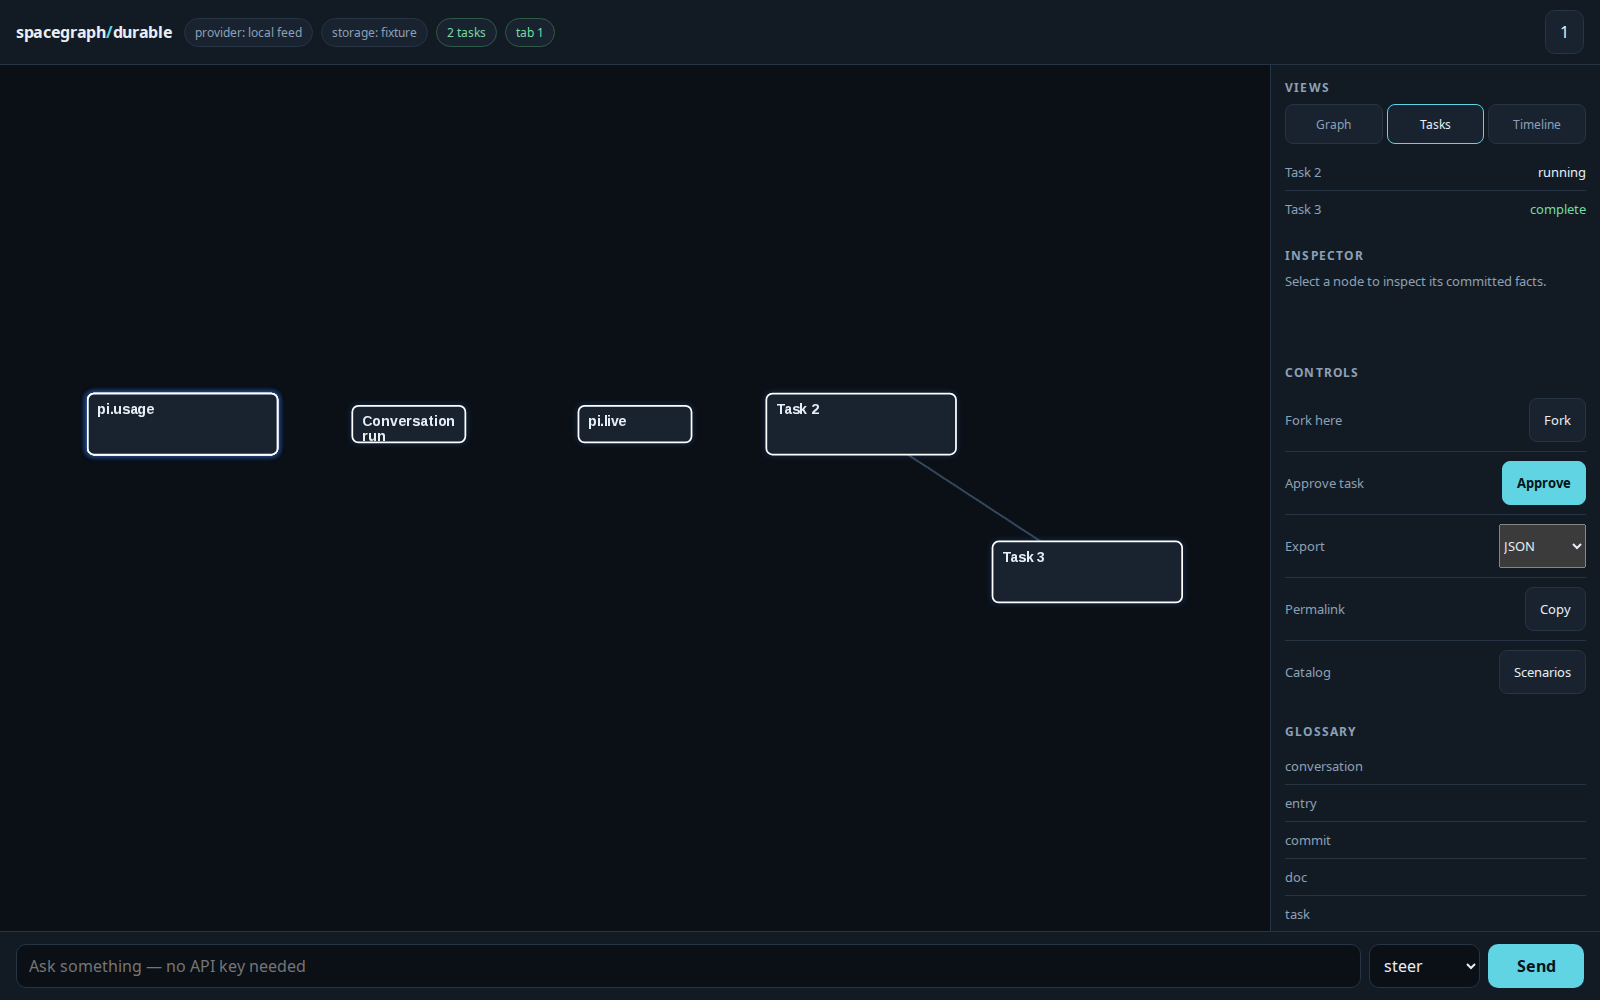 spacegraph/durable
provider: local feed
storage: fixture
2 tasks
tab 1
1
VIEWS
Graph
Tasks
Timeline
Task 2
running
Task 3
complete
INSPECTOR
Select a node to inspect its committed facts.
CONTROLS
Fork here
Fork
Approve task
Approve
Export
JSON
Permalink
Copy
Catalog
Scenarios
GLOSSARY
conversation
entry
commit
doc
task
pi.usage
Conversation
run
pi.live
Task 2
Task 3
Ask something — no API key needed
steer
Send